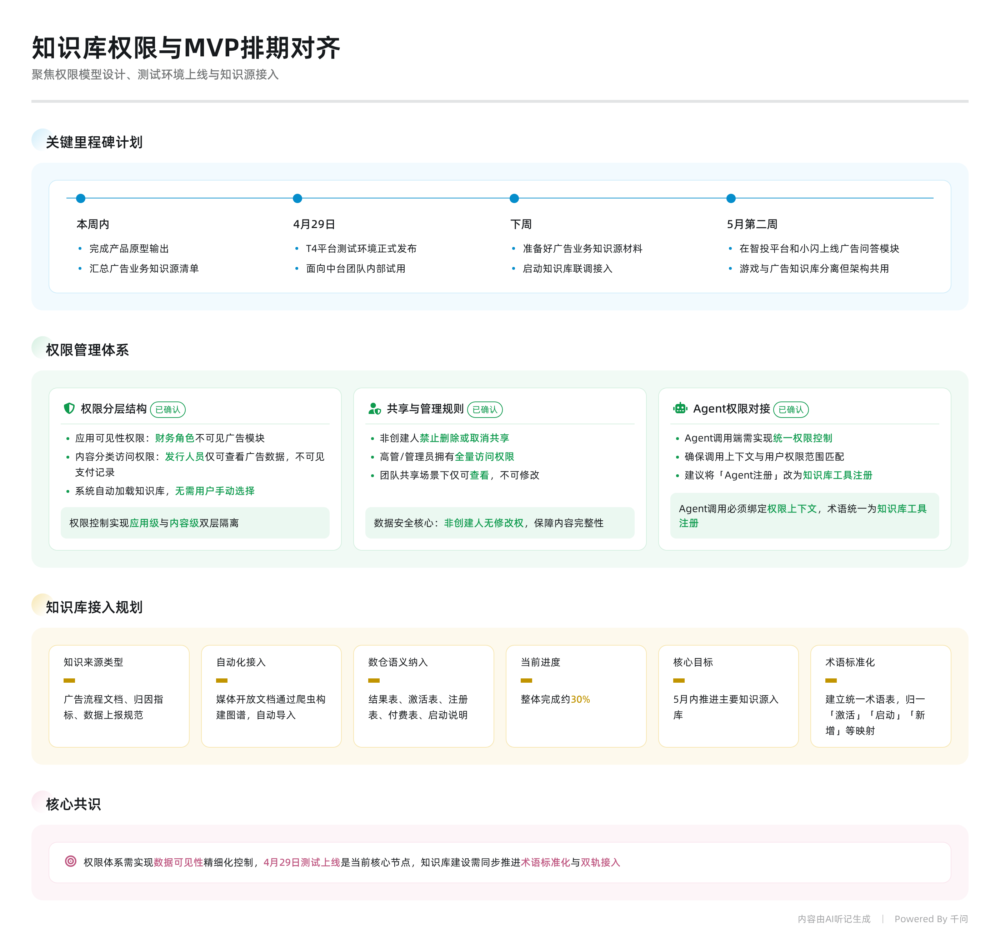 知识库权限与MVP排期对齐
聚焦权限模型设计、测试环境上线与知识源接入
关键里程碑计划
本周内
• 完成产品原型输出
• 汇总广告业务知识源清单
4月29日
• T4平台测试环境正式发布
• 面向中台团队内部试用
下周
• 准备好广告业务知识源材料
• 启动知识库联调接入
5月第二周
• 在智投平台和小闪上线广告问答模块
• 游戏与广告知识库分离但架构共用
权限管理体系
权限分层结构 已确认
• 应用可见性权限：财务角色不可见广告模块
• 内容分类访问权限：发行人员仅可查看广告数据，不可见
支付记录
• 系统自动加载知识库，无需用户手动选择
权限控制实现应用级与内容级双层隔离
共享与管理规则 已确认
• 非创建人禁止删除或取消共享
• 高管/管理员拥有全量访问权限
• 团队共享场景下仅可查看，不可修改
数据安全核心：非创建人无修改权，保障内容完整性
Agent权限对接 已确认
• Agent调用端需实现统一权限控制
• 确保调用上下文与用户权限范围匹配
• 建议将「Agent注册」改为知识库工具注册
Agent调用必须绑定权限上下文，术语统一为知识库工具
注册
知识库接入规划
知识来源类型
广告流程文档、归因指
标、数据上报规范
自动化接入
媒体开放文档通过爬虫构
建图谱，自动导入
数仓语义纳入
结果表、激活表、注册
表、付费表、启动说明
当前进度
整体完成约30%
核心目标
5月内推进主要知识源入
库
术语标准化
建立统一术语表，归一
「激活」「启动」「新
增」等映射
核心共识
权限体系需实现数据可见性精细化控制，4月29日测试上线是当前核心节点，知识库建设需同步推进术语标准化与双轨接入
内容由AI听记生成 | Powered By 千问